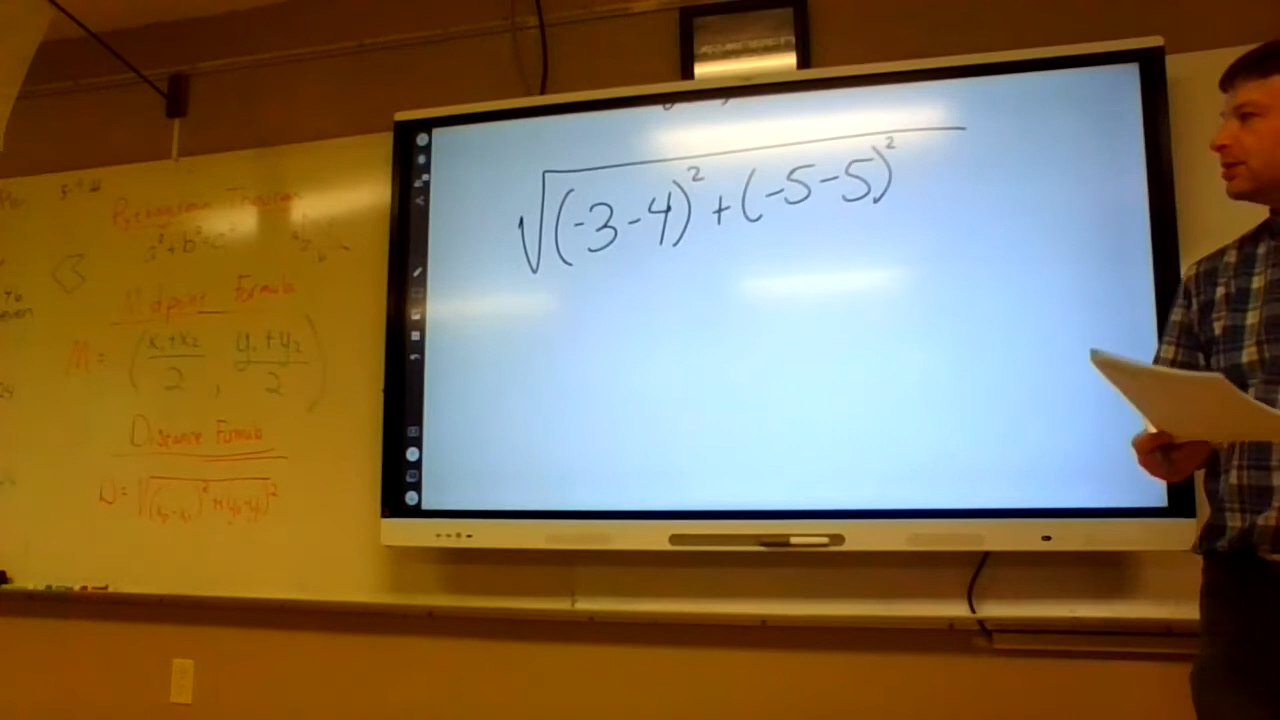 √(-3-4)² + (-5-5)²
Pythagorean Theorem
a² + b² = c²
Midpoint Formula
M = (x₁+x₂/2, y₁+y₂/2)
Distance Formula
D = √(x₂-x₁)² + (y₂-y₁)²